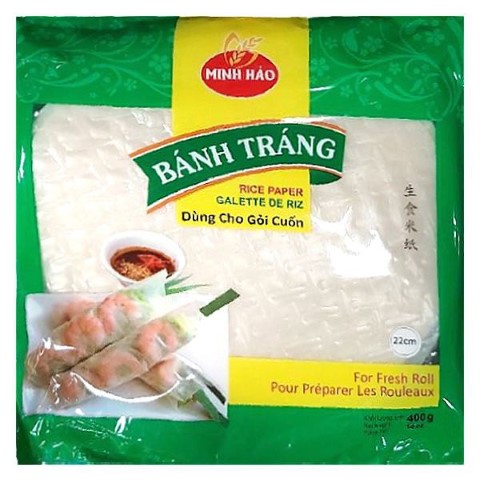 MINH HẢO
BÁNH TRÁNG
RICE PAPER
GALETTE DE RIZ
Dùng Cho Gỏi Cuốn
生食米紙
22cm
For Fresh Roll
Pour Préparer Les Rouleaux
400g